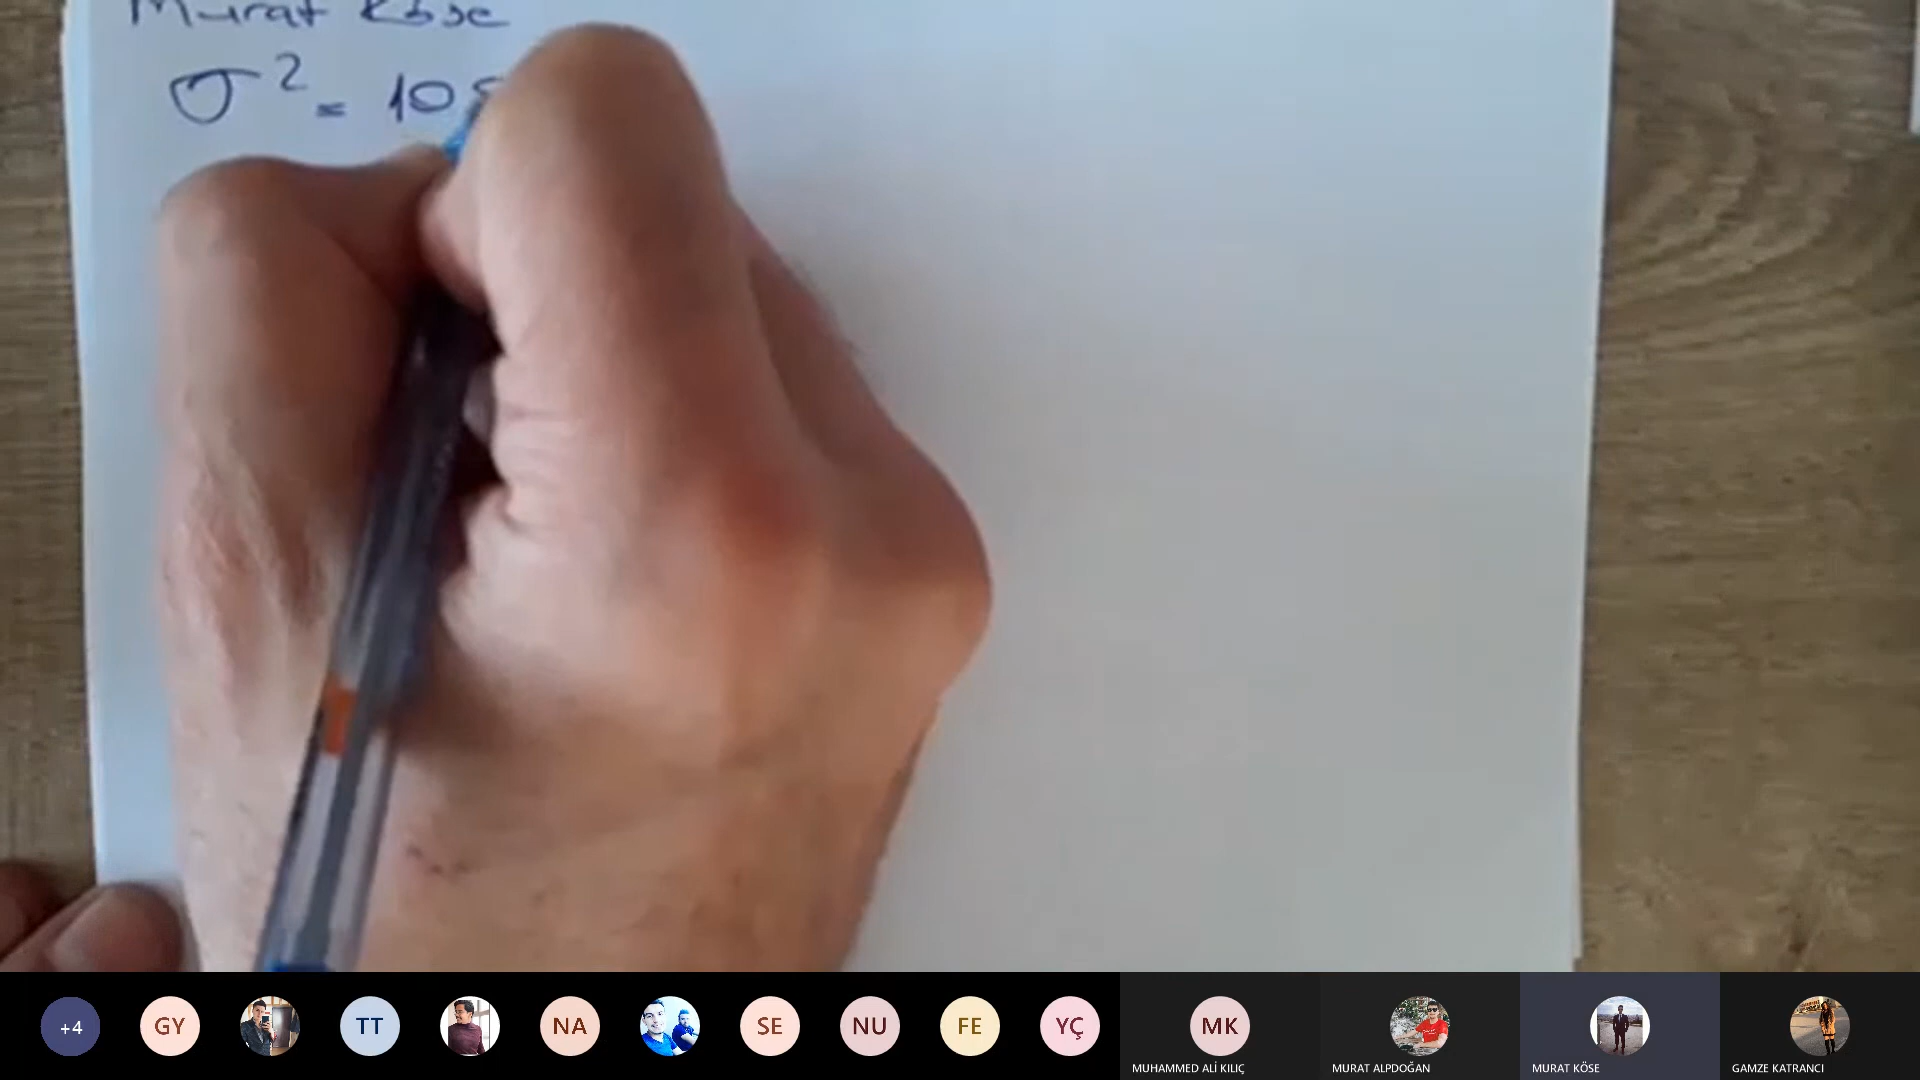 Murat Köse
σ² = 10
+4 GY TT NA SE NU FE YÇ MK
MUHAMMED ALİ KILIÇ MURAT ALPDOĞAN MURAT KÖSE GAMZE KATRANCI